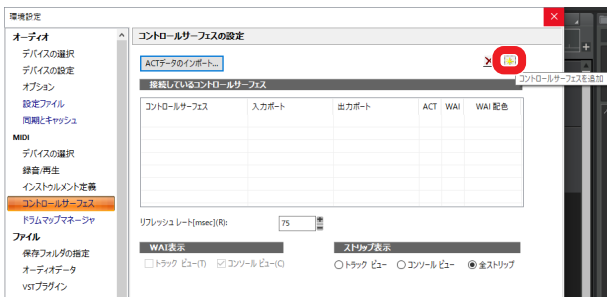 環境設定
オーディオ
デバイスの選択
デバイスの設定
オプション
設定ファイル
同期とキャッシュ
MIDI
デバイスの選択
録音/再生
インストゥルメント定義
コントロールサーフェス
ドラムマップマネージャ
ファイル
保存フォルダの指定
オーディオデータ
VSTプラグイン
コントロールサーフェスの設定
ACTデータのインポート...
コントロールサーフェスを追加
接続しているコントロールサーフェス
コントロールサーフェス 入力ポート 出力ポート ACT WAI WAI 配色
リフレッシュ レート[msec](R): 75
WAI表示 ストリップ表示
トラック ビュー(T) コンソール ビュー(C) トラック ビュー コンソール ビュー 全ストリップ